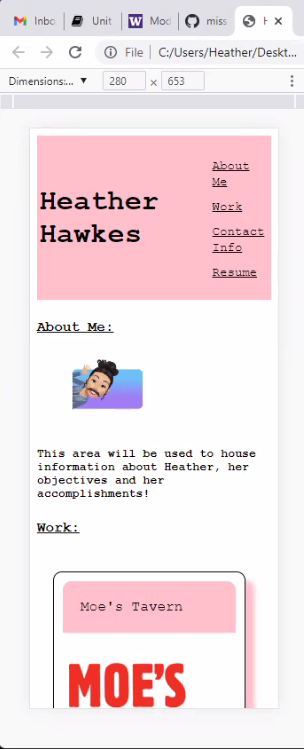 Inbo
Unit
Mod
miss
H
File
C:/Users/Heather/Deskt...
Dimensions:...
280
×
653
Heather
Hawkes
About
Me
Work
Contact
Info
Resume
About Me:
This area will be used to house
information about Heather, her
objectives and her
accomplishments!
Work:
Moe's Tavern
MOE'S